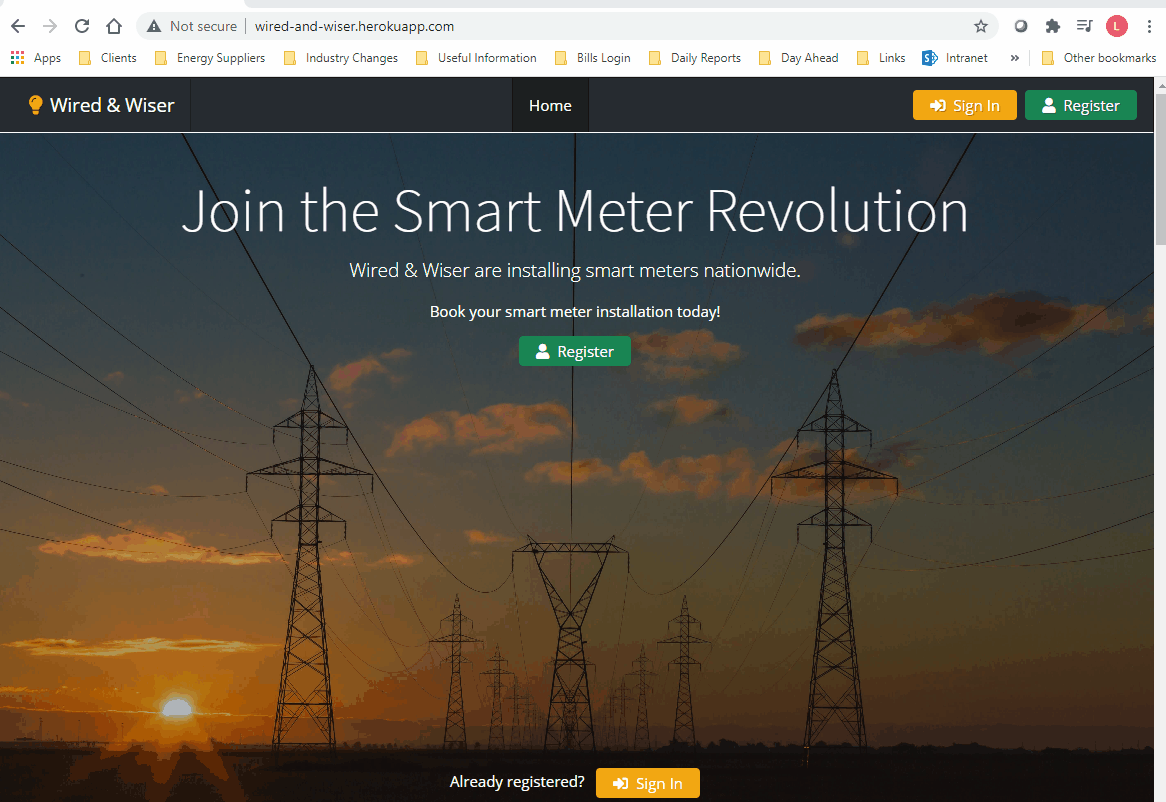 Not secure | wired-and-wiser.herokuapp.com
L
Apps Clients Energy Suppliers Industry Changes Useful Information Bills Login Daily Reports Day Ahead Links Intranet » Other bookmarks
Wired & Wiser Home Sign In Register
Join the Smart Meter Revolution
Wired & Wiser are installing smart meters nationwide.
Book your smart meter installation today!
Register
Already registered? Sign In